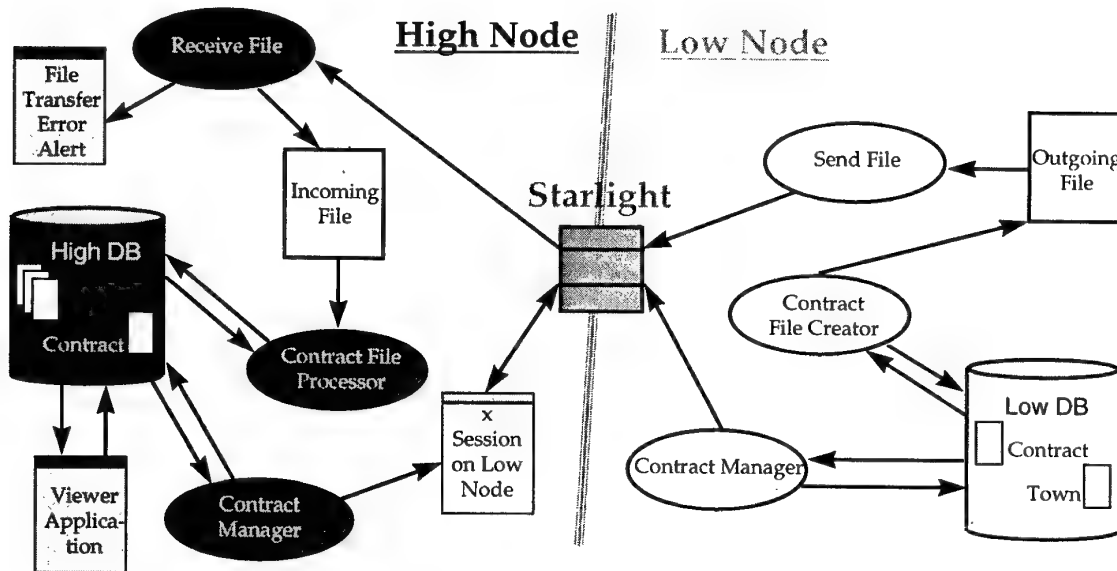 High Node
Low Node
Receive File
File
Transfer
Error
Alert
Incoming
File
Starlight
Send File
Outgoing
File
High DB
Contract
Contract File
Processor
Contract
File Creator
x
Session
on Low
Node
Low DB
Contract
Town
Contract Manager
Viewer
Applica-
tion
Contract
Manager